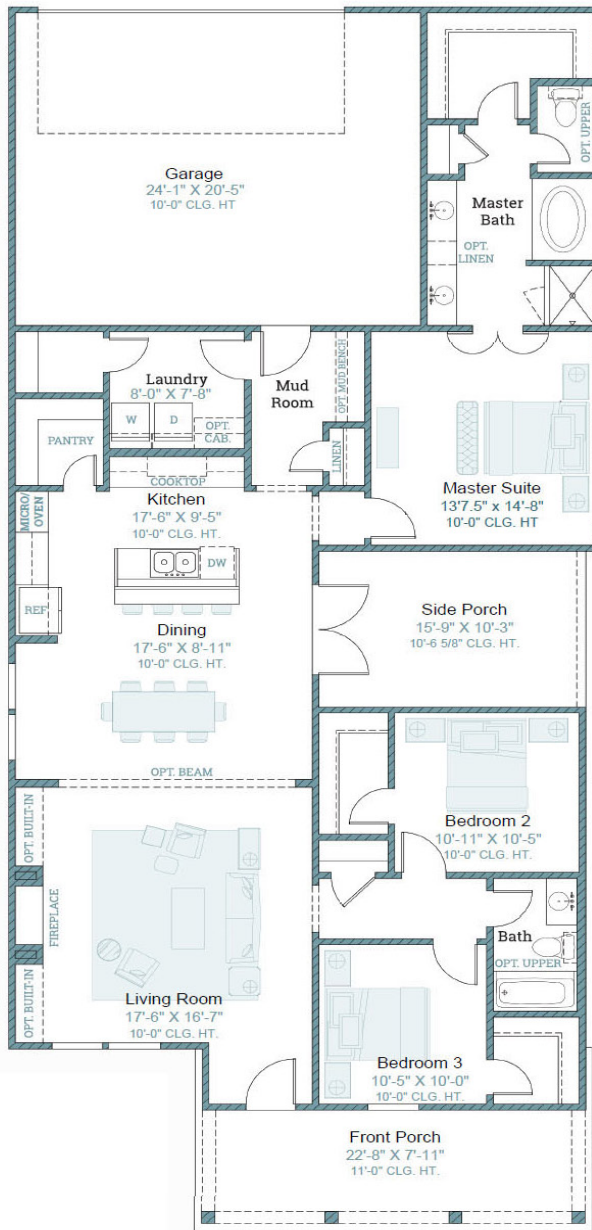 Garage
24'-1" X 20'-5"
10'-0" CLG. HT
OPT. UPPER
Master
Bath
OPT.
LINEN
Laundry
8'-0" X 7'-8"
W
D
OPT.
CAB.
Mud
Room
OPT. MUD BENCH
LINEN
PANTRY
COOKTOP
Kitchen
17'-6" X 9'-5"
10'-0" CLG. HT.
MICRO/
OVEN
DW
REF
Master Suite
13'7.5" x 14'-8"
10'-0" CLG. HT
Dining
17'-6" X 8'-11"
10'-0" CLG. HT.
Side Porch
15'-9" X 10'-3"
10'-6 5/8" CLG. HT.
OPT. BEAM
OPT. BUILT-IN
FIREPLACE
OPT. BUILT-IN
Bedroom 2
10'-11" X 10'-5"
10'-0" CLG. HT.
Bath
OPT. UPPER
Living Room
17'-6" X 16'-7"
10'-0" CLG. HT.
Bedroom 3
10'-5" X 10'-0"
10'-0" CLG. HT.
Front Porch
22'-8" X 7'-11"
11'-0" CLG. HT.